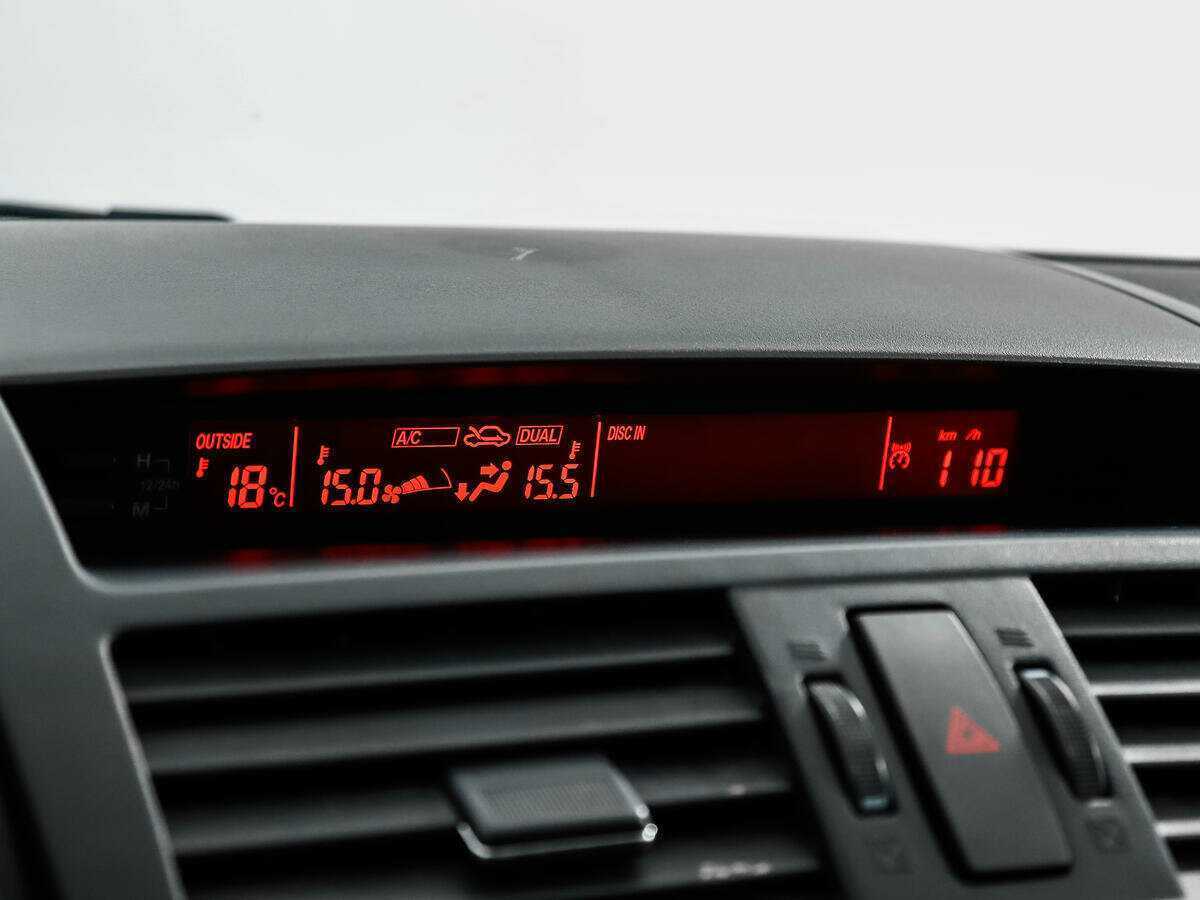 OUTSIDE
18°C
A/C DUAL
15.0 15.5
DISC IN
km/h
110
H
12/24h
M